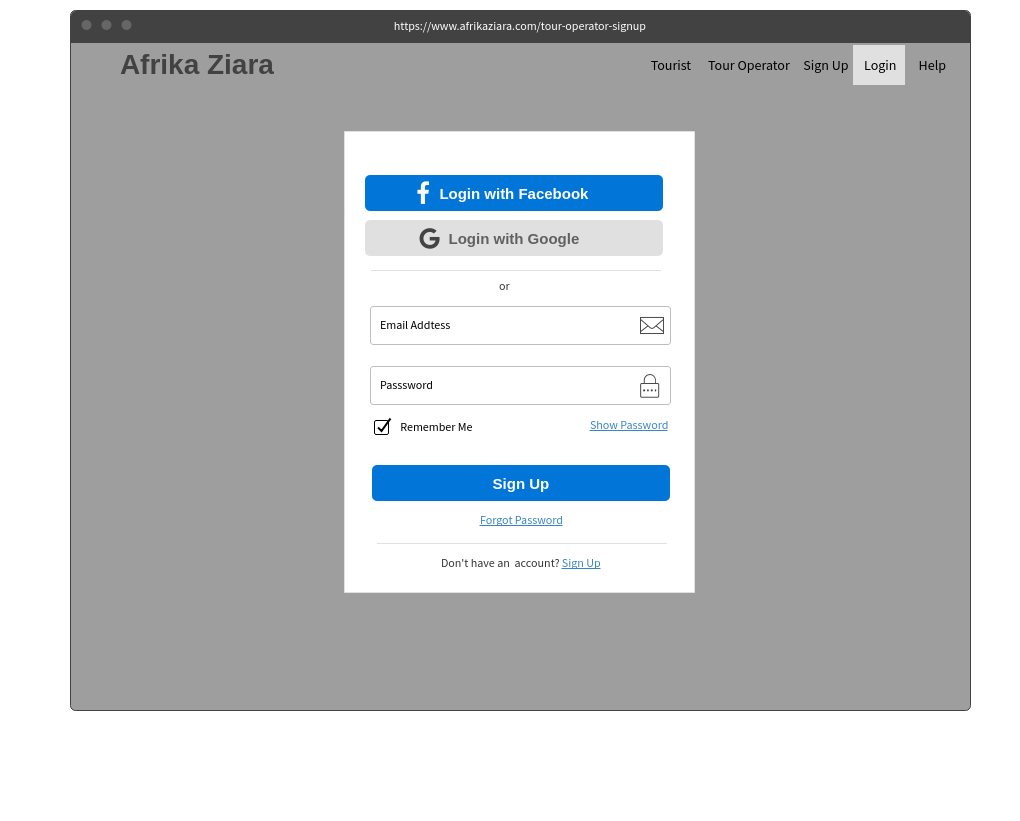 https://www.afrikaziara.com/tour-operator-signup
Afrika Ziara
Tourist Tour Operator Sign Up Login Help
Login with Facebook
Login with Google
or
Email Addtess
Passsword
Remember Me Show Password
Sign Up
Forgot Password
Don't have an account? Sign Up